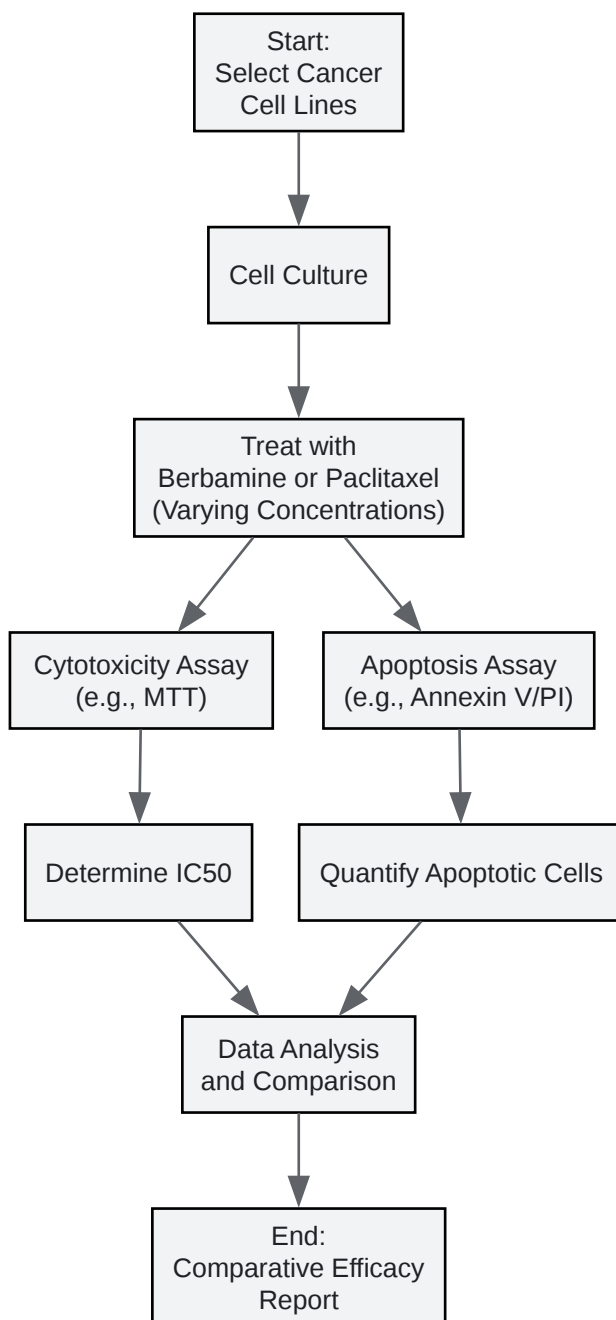 Start:
Select Cancer
Cell Lines
Cell Culture
Treat with
Berbamine or Paclitaxel
(Varying Concentrations)
Cytotoxicity Assay
(e.g., MTT)
Apoptosis Assay
(e.g., Annexin V/PI)
Determine IC50
Quantify Apoptotic Cells
Data Analysis
and Comparison
End:
Comparative Efficacy
Report